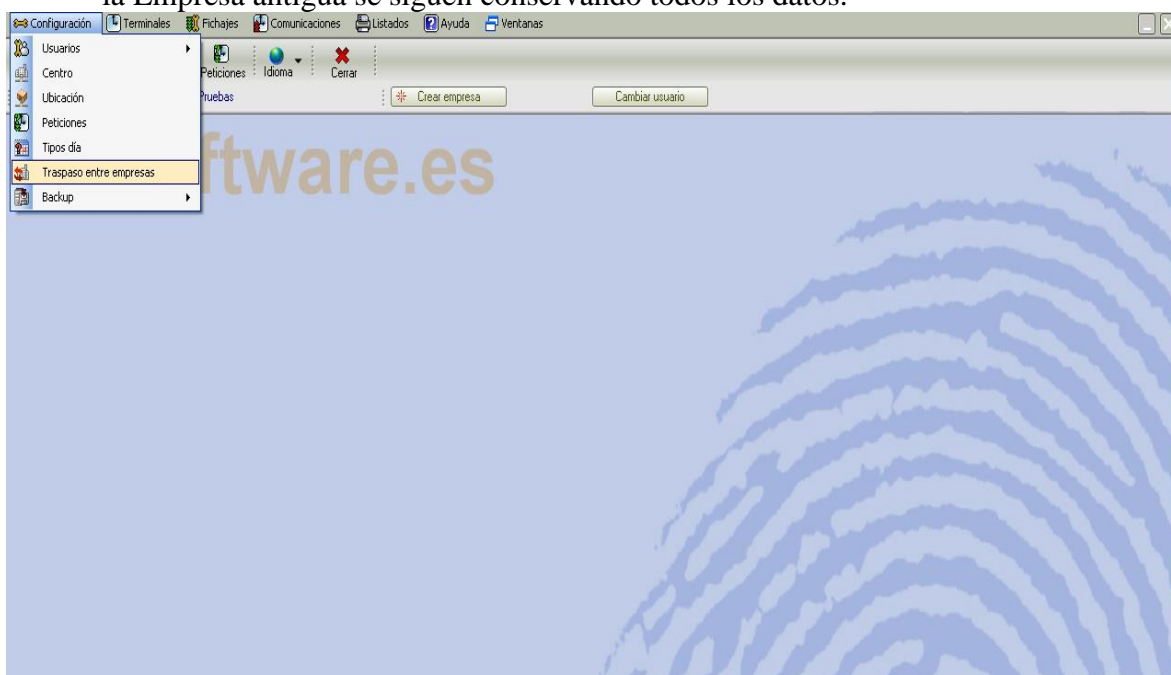 la Empresa antigua se siguen conservando todos los datos.
Configuración Terminales Fichajes Comunicaciones Listados Ayuda Ventanas
Usuarios
Centro
Ubicación
Peticiones
Tipos día
Traspaso entre empresas
Backup
Peticiones Idioma Cerrar
Pruebas Crear empresa Cambiar usuario
ftware.es